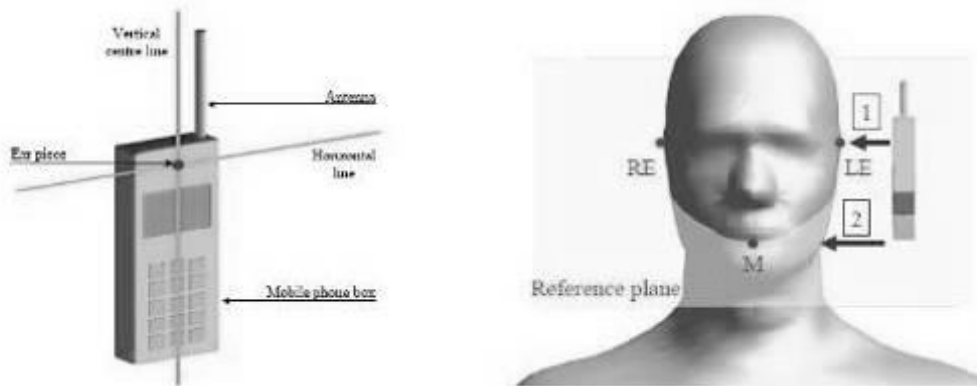 Vertical
centre line
Antenna
Ear piece
Horizontal
line
Mobile phone box
1
RE
LE
2
M
Reference plane